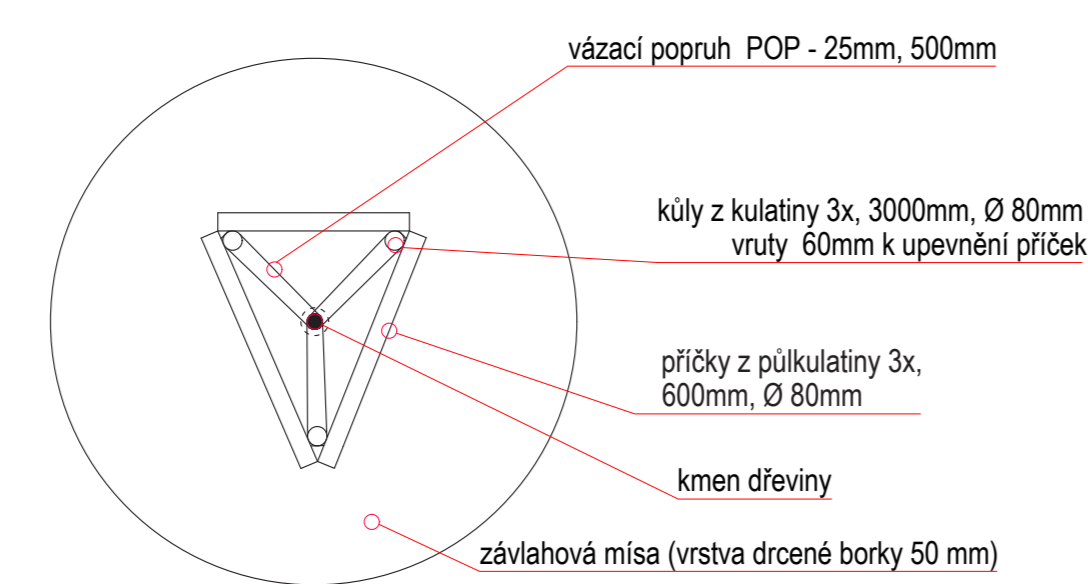 vázací popruh  POP - 25mm, 500mm
kůly z kulatiny 3x, 3000mm, Ø 80mm
vruty  60mm k upevnění příček
příčky z půlkulatiny 3x,
600mm, Ø 80mm
kmen dřeviny
závlahová mísa (vrstva drcené borky 50 mm)